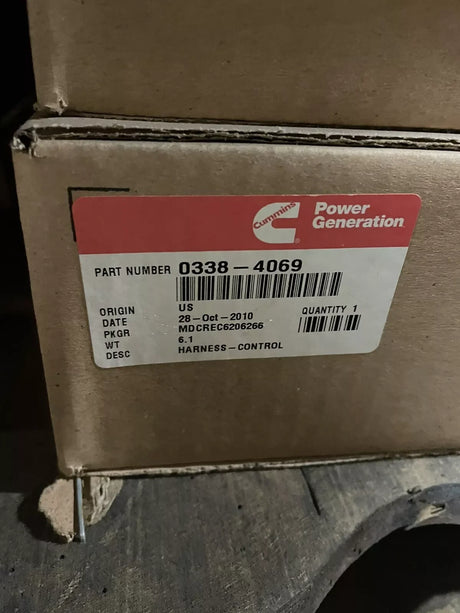 Cummins
Power
Generation
PART NUMBER 0338-4069
ORIGIN US
DATE 28-Oct-2010 QUANTITY 1
PKGR MDCREC6206266
WT 6.1
DESC HARNESS-CONTROL